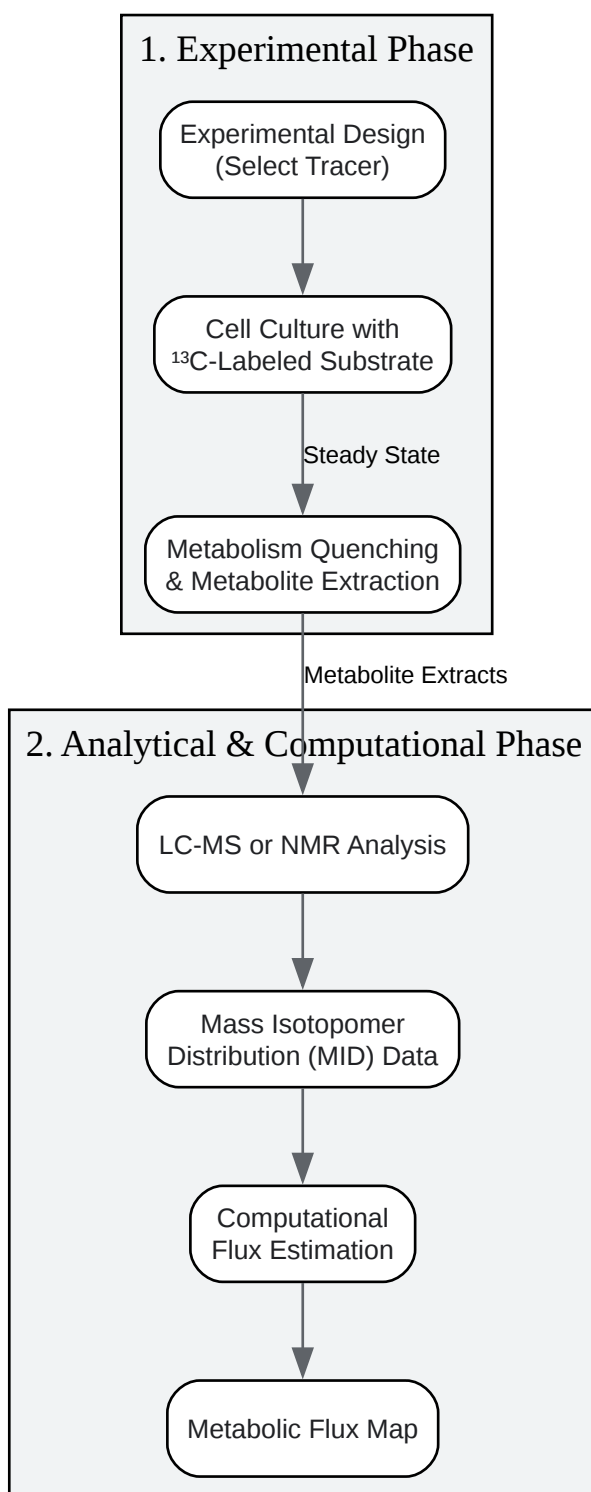 1. Experimental Phase
Experimental Design
(Select Tracer)
Cell Culture with
¹³C-Labeled Substrate
Steady State
Metabolism Quenching
& Metabolite Extraction
Metabolite Extracts
2. Analytical & Computational Phase
LC-MS or NMR Analysis
Mass Isotopomer
Distribution (MID) Data
Computational
Flux Estimation
Metabolic Flux Map